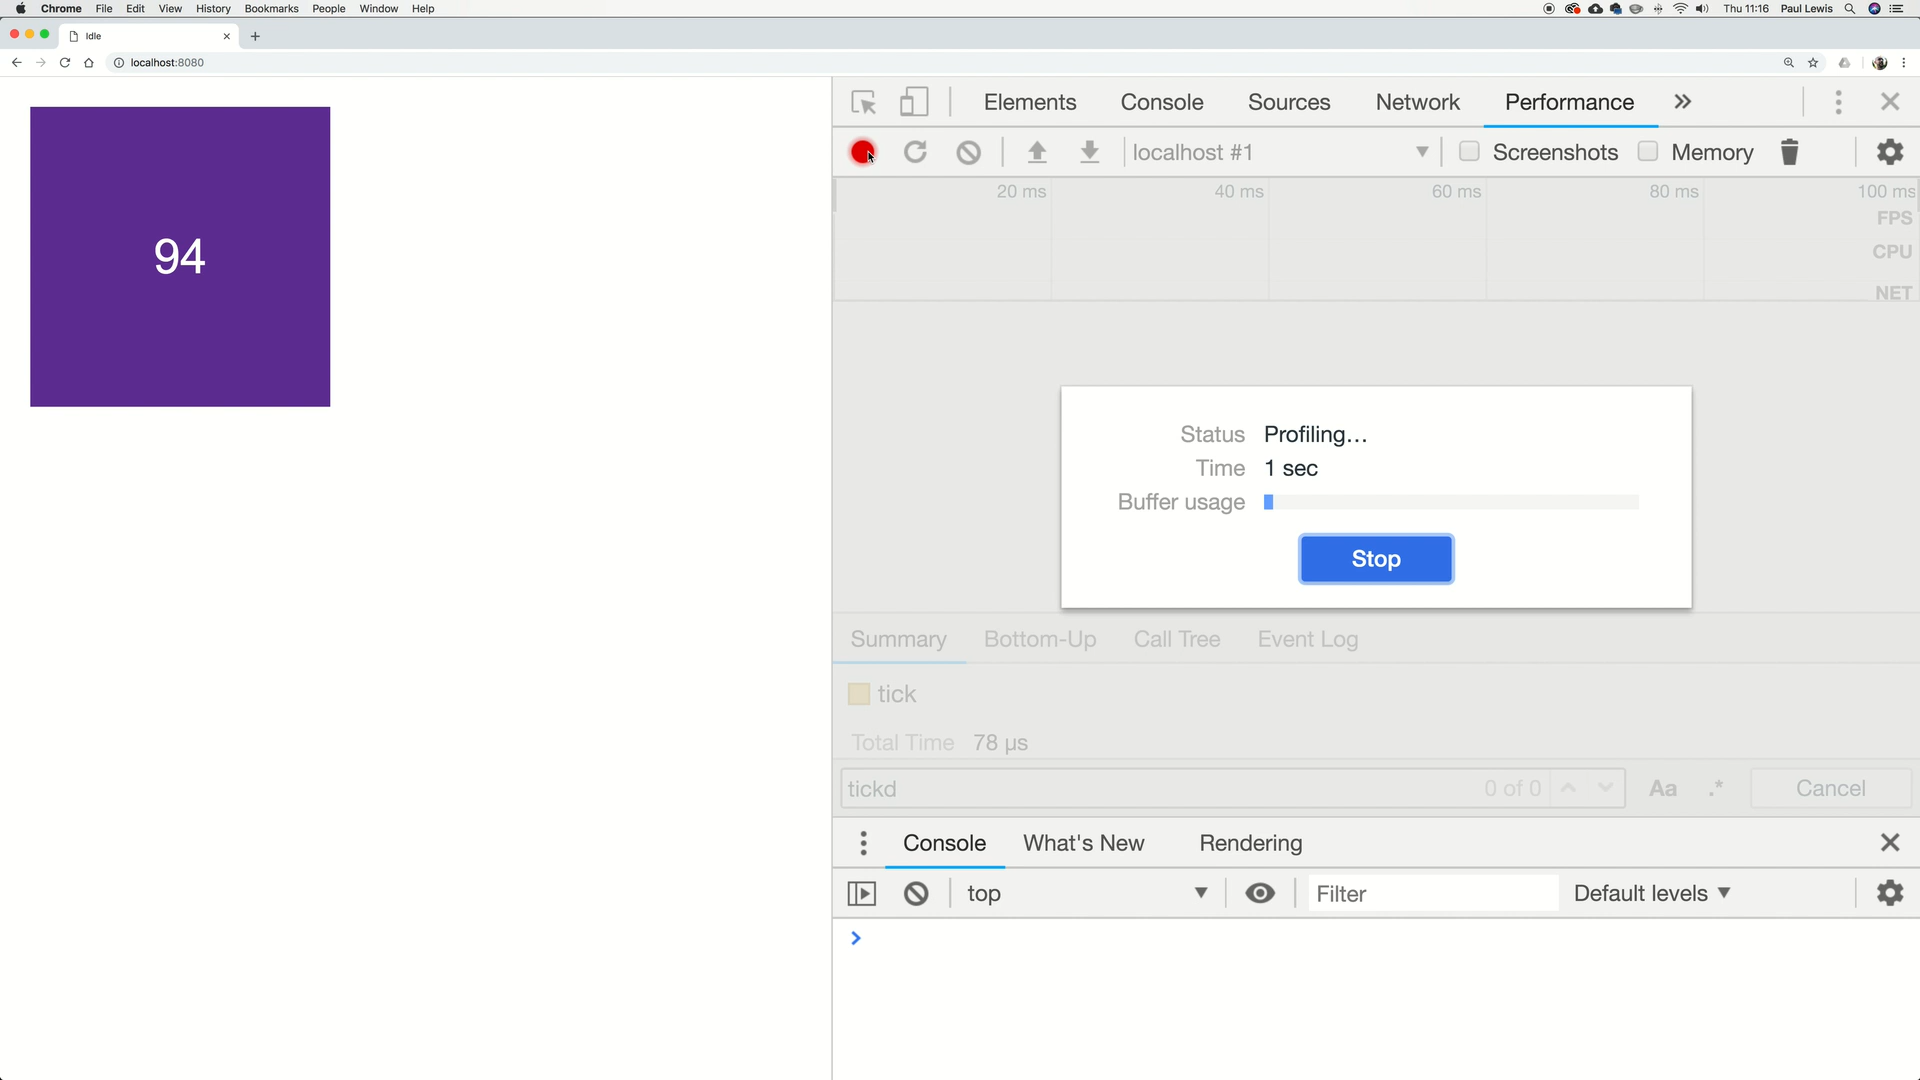 Chrome File Edit View History Bookmarks People Window Help Thu 11:16 Paul Lewis
Idle
localhost:8080
94
Elements Console Sources Network Performance
localhost #1 Screenshots Memory
20 ms 40 ms 60 ms 80 ms 100 ms
FPS
CPU
NET
Status Profiling…
Time 1 sec
Buffer usage
Stop
Summary Bottom-Up Call Tree Event Log
tick
Total Time 78 μs
tickd 0 of 0 Aa .* Cancel
Console What's New Rendering
top Filter Default levels